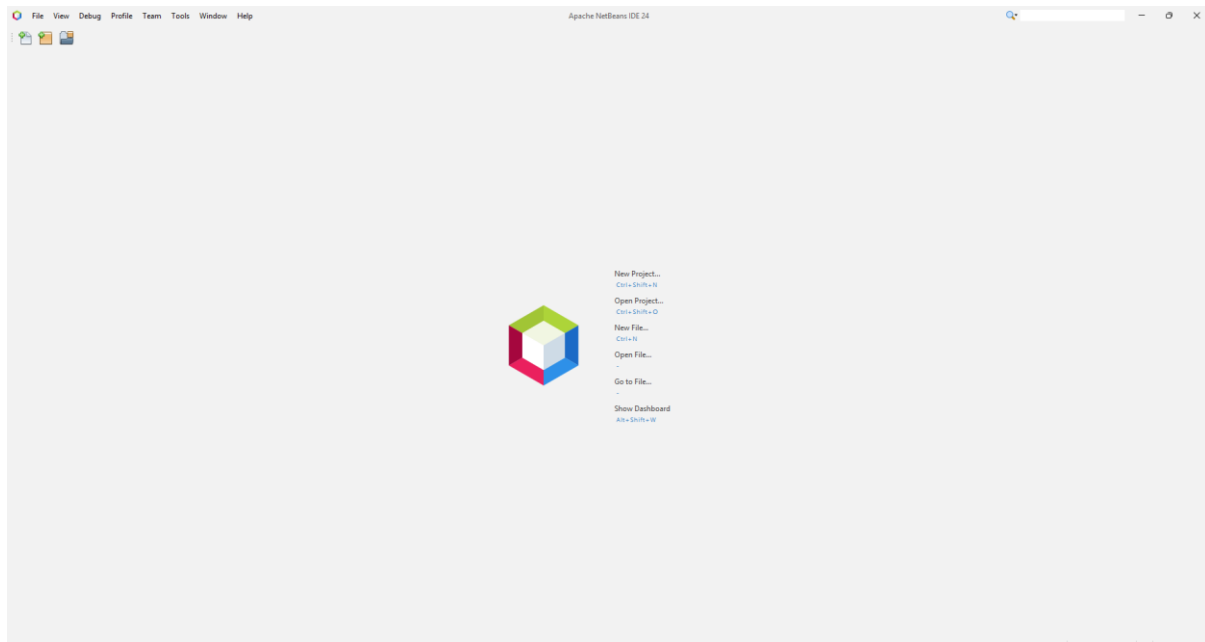 File View Debug Profile Team Tools Window Help Apache NetBeans IDE 24
New Project...
Ctrl+Shift+N
Open Project...
Ctrl+Shift+O
New File...
Ctrl+N
Open File...
-
Go to File...
-
Show Dashboard
Alt+Shift+W